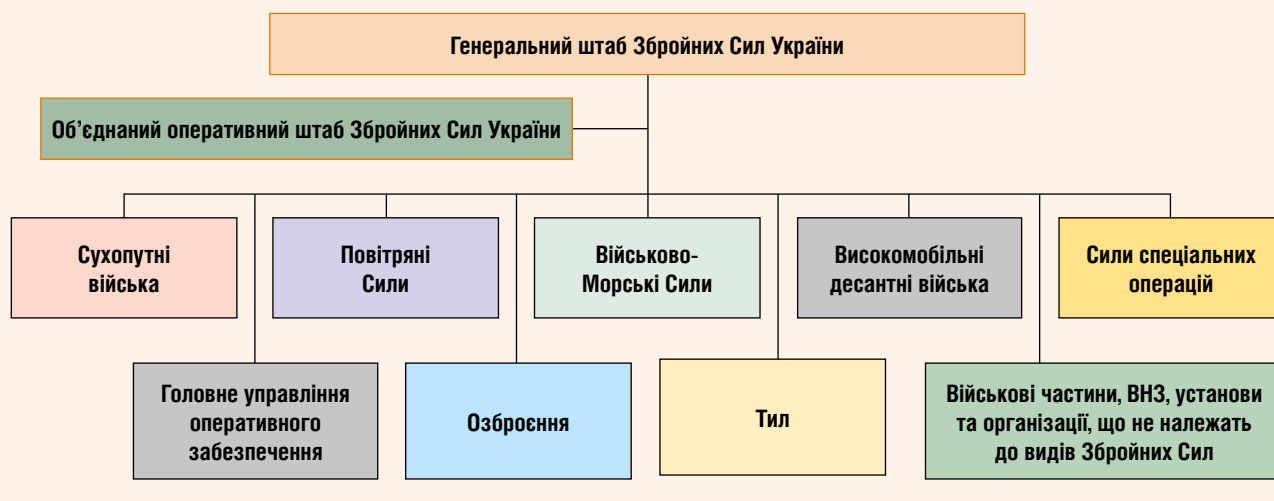 Генеральний штаб Збройних Сил України
Об’єднаний оперативний штаб Збройних Сил України
Сухопутні
війська
Повітряні
Сили
Військово-
Морські Сили
Високомобільні
десантні війська
Сили спеціальних
операцій
Головне управління
оперативного
забезпечення
Озброєння
Тил
Військові частини, ВНЗ, установи
та організації, що не належать
до видів Збройних Сил